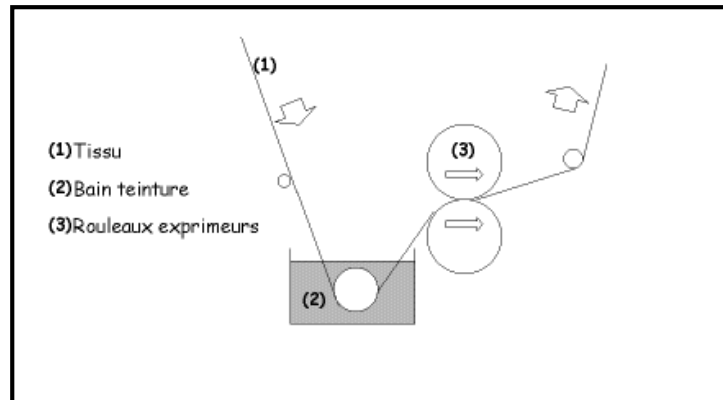 (1)
(3)
(1)Tissu
(2)Bain teinture
(3)Rouleaux exprimeurs
(2)